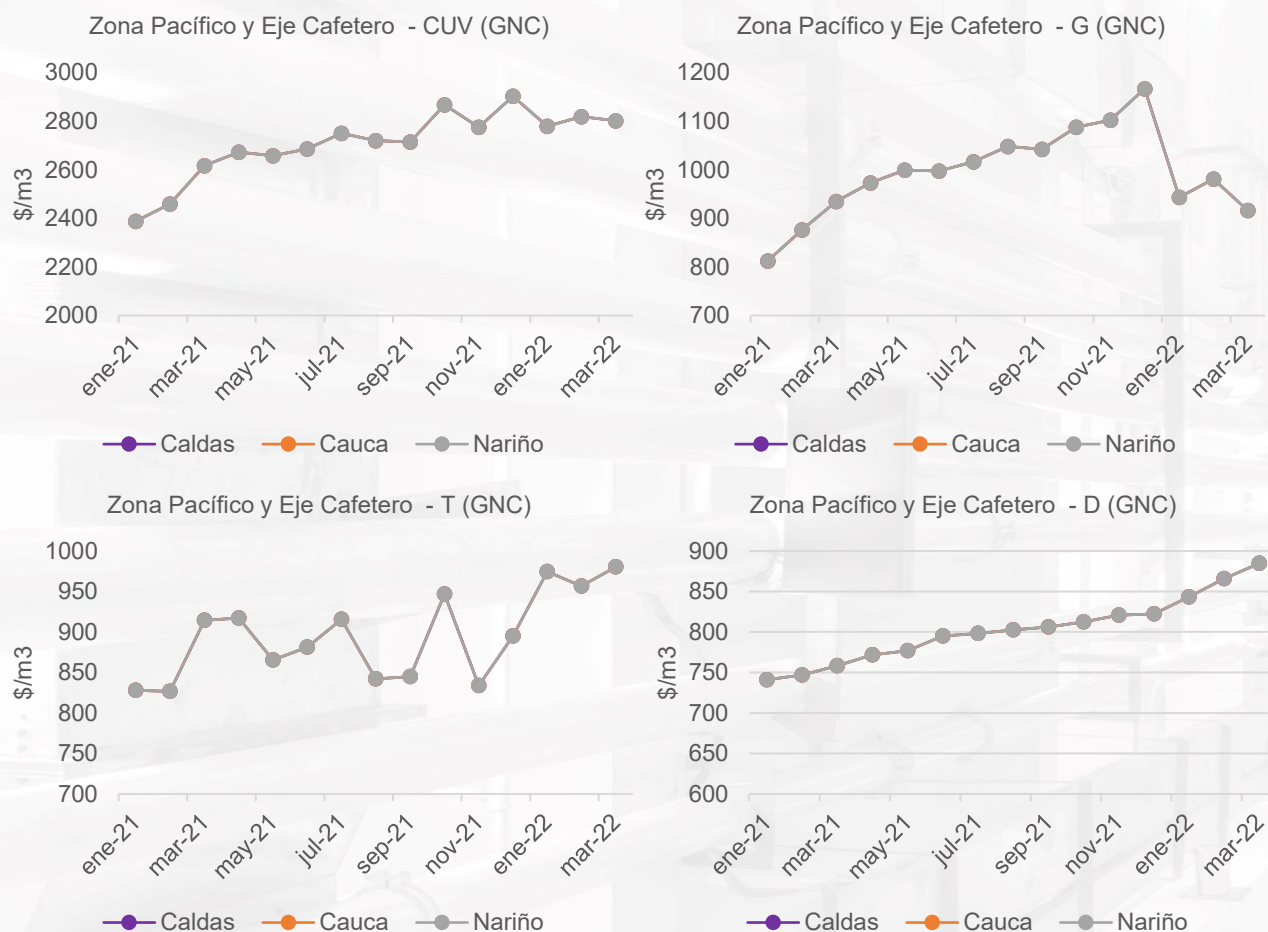 Zona Pacífico y Eje Cafetero - CUV (GNC)
$/m3
3000
2800
2600
2400
2200
2000
ene-21
mar-21
may-21
jul-21
sep-21
nov-21
ene-22
mar-22
Caldas Cauca Nariño
Zona Pacífico y Eje Cafetero - G (GNC)
$/m3
1200
1100
1000
900
800
700
ene-21
mar-21
may-21
jul-21
sep-21
nov-21
ene-22
mar-22
Caldas Cauca Nariño
Zona Pacífico y Eje Cafetero - T (GNC)
$/m3
1000
950
900
850
800
750
700
ene-21
mar-21
may-21
jul-21
sep-21
nov-21
ene-22
mar-22
Caldas Cauca Nariño
Zona Pacífico y Eje Cafetero - D (GNC)
$/m3
900
850
800
750
700
650
600
ene-21
mar-21
may-21
jul-21
sep-21
nov-21
ene-22
mar-22
Caldas Cauca Nariño